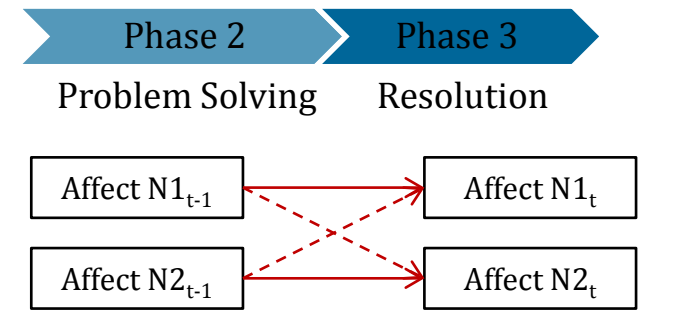 Phase 2 Phase 3
Problem Solving Resolution
Affect N1t-1 Affect N1t
Affect N2t-1 Affect N2t